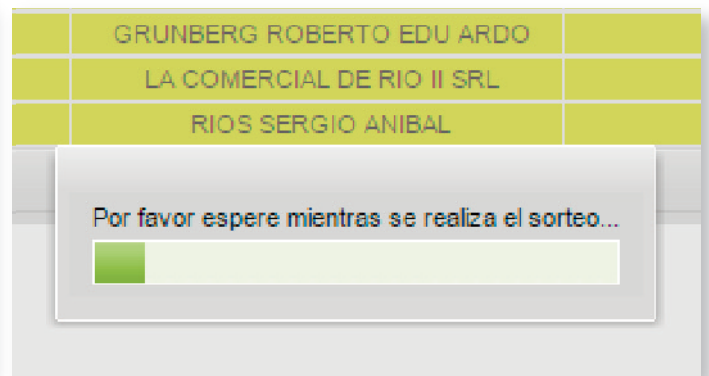 GRUNBERG ROBERTO EDU ARDO
LA COMERCIAL DE RIO II SRL
RIOS SERGIO ANIBAL
Por favor espere mientras se realiza el sorteo...